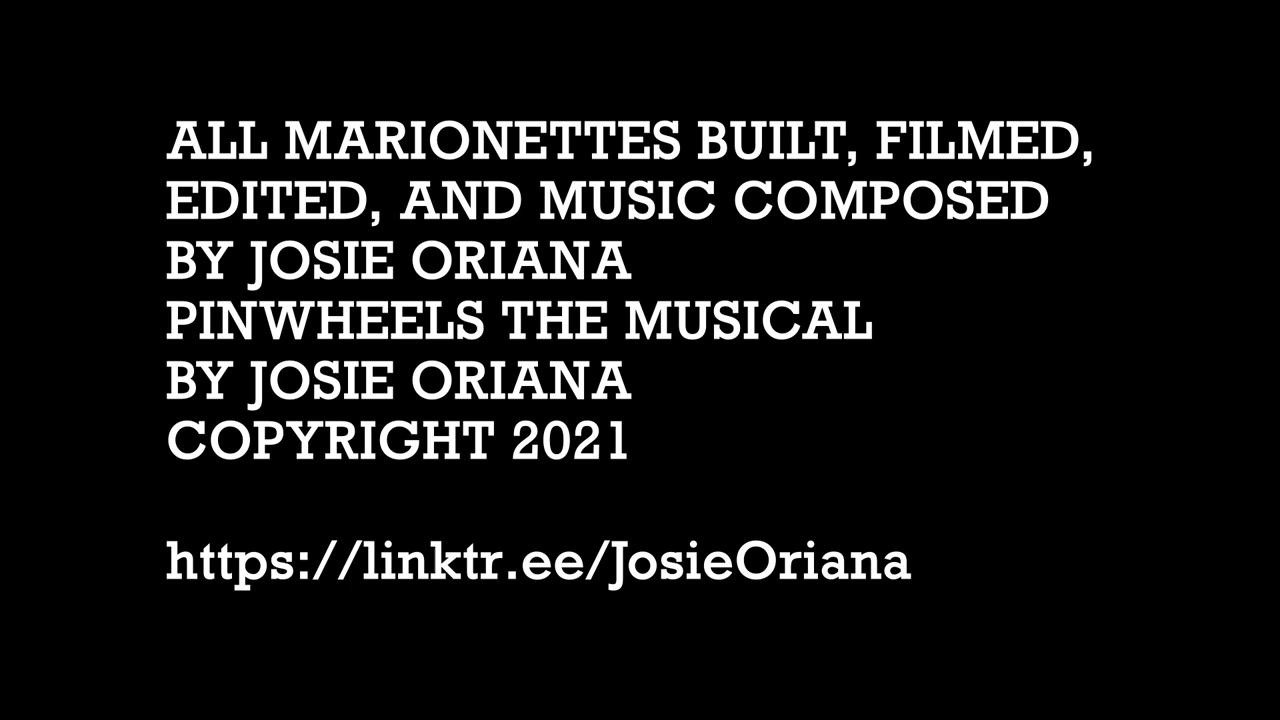 ALL MARIONETTES BUILT, FILMED,
EDITED, AND MUSIC COMPOSED
BY JOSIE ORIANA
PINWHEELS THE MUSICAL
BY JOSIE ORIANA
COPYRIGHT 2021
https://linktr.ee/JosieOriana